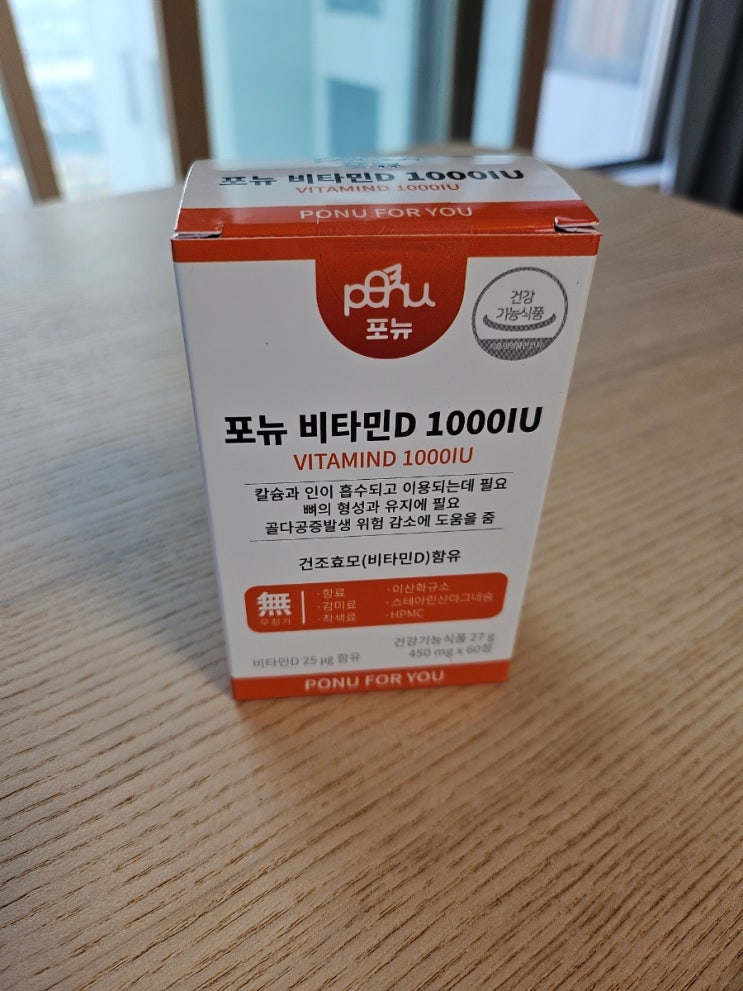 포뉴 비타민D 1000IU
VITAMIND 1000IU
PONU FOR YOU
ponu
포뉴
건강
기능식품
포뉴 비타민D 1000IU
VITAMIND 1000IU
칼슘과 인이 흡수되고 이용되는데 필요
뼈의 형성과 유지에 필요
골다공증발생 위험 감소에 도움을 줌
건조효모(비타민D)함유
無
무첨가
·향료
·감미료
·착색료
·이산화규소
·스테아린산마그네슘
·HPMC
비타민D 25 μg 함유
건강기능식품 27 g
450 mg x 60정
PONU FOR YOU